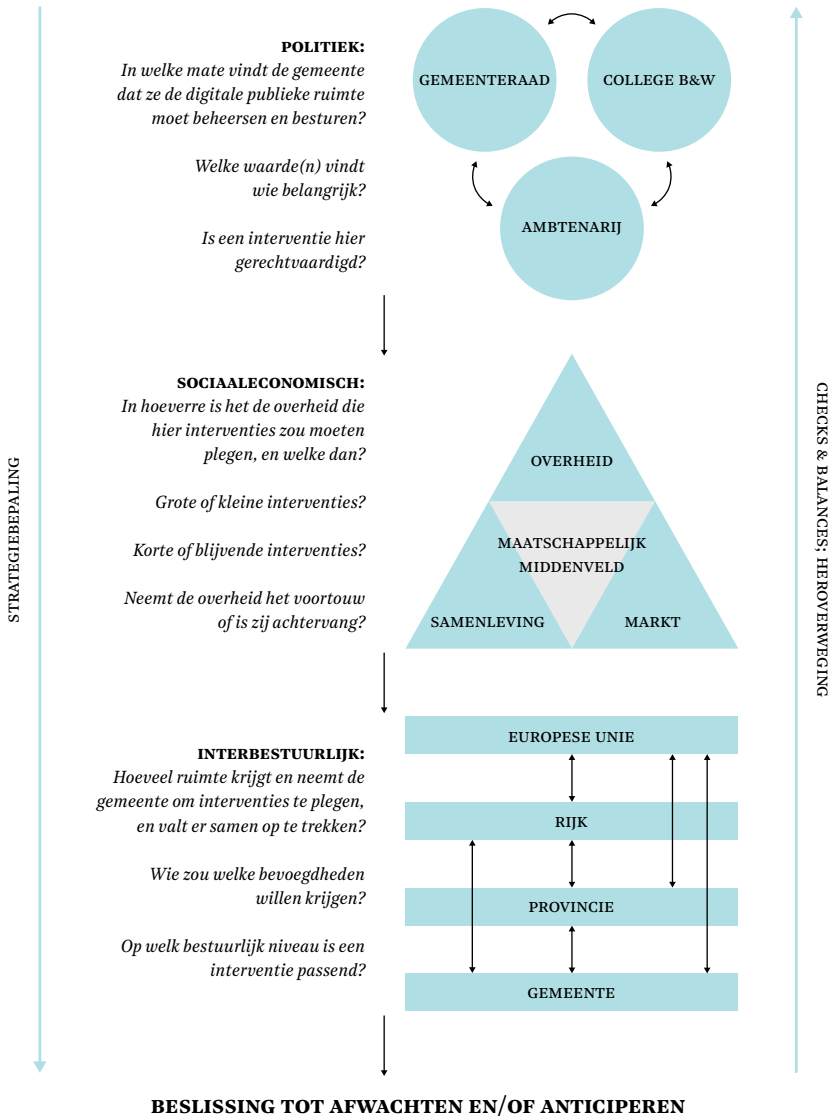 POLITIEK:
In welke mate vindt de gemeente
dat ze de digitale publieke ruimte
moet beheersen en besturen?
Welke waarde(n) vindt
wie belangrijk?
Is een interventie hier
gerechtvaardigd?
GEMEENTERAAD
COLLEGE B&W
AMBTENARIJ
SOCIAALECONOMISCH:
In hoeverre is het de overheid die
hier interventies zou moeten
plegen, en welke dan?
Grote of kleine interventies?
Korte of blijvende interventies?
Neemt de overheid het voortouw
of is zij achtervang?
OVERHEID
MAATSCHAPPELIJK
MIDDENVELD
SAMENLEVING
MARKT
INTERBESTUURLIJK:
Hoeveel ruimte krijgt en neemt de
gemeente om interventies te plegen,
en valt er samen op te trekken?
Wie zou welke bevoegdheden
willen krijgen?
Op welk bestuurlijk niveau is een
interventie passend?
EUROPESE UNIE
RIJK
PROVINCIE
GEMEENTE
STRATEGIEBEPALING
CHECKS & BALANCES; HEROVERWEGING
BESLISSING TOT AFWACHTEN EN/OF ANTICIPEREN